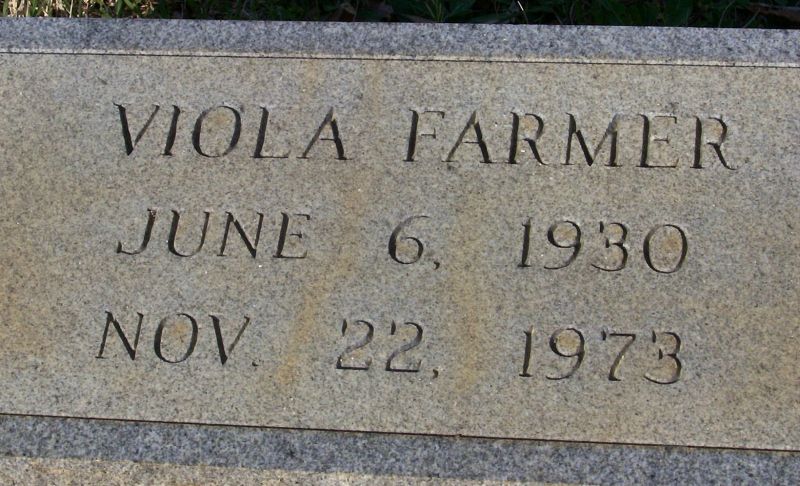 VIOLA FARMER
JUNE 6, 1930
NOV. 22, 1973